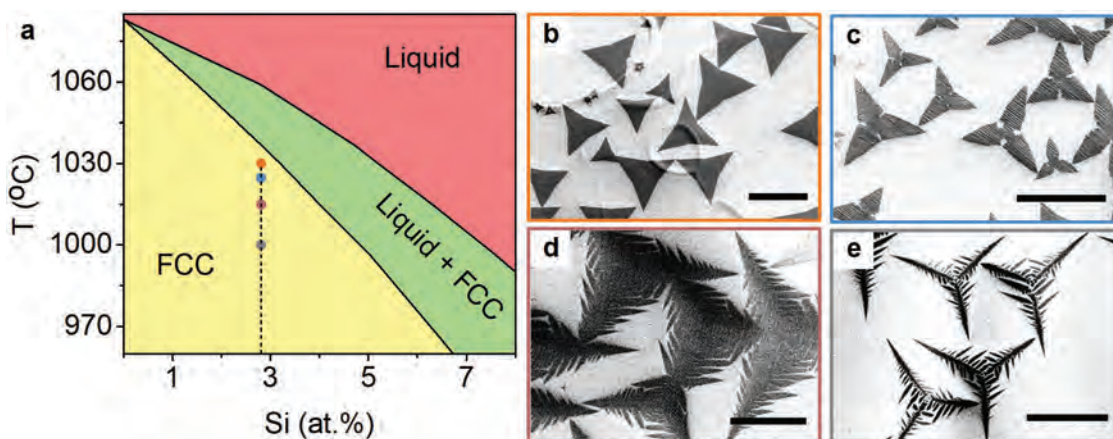 a
T (°C)
1060
1030
1000
970
Liquid
Liquid + FCC
FCC
1
3
5
7
Si (at.%)
b
c
d
e